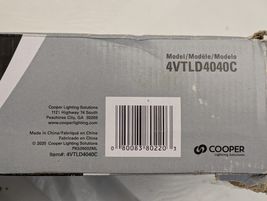 Model/Modèle/Modelo
4VTLD4040C
Cooper Lighting Solutions
1121 Highway 74 South
Peachtree City, GA 30269
www.cooperlighting.com
Made in China/Fabriqué en Chine
Fabricado en China
© 2020 Cooper Lighting Solutions
Item#: 4VTLD4040C
0 80083 80220 3
COOPER
Lighting Solutions